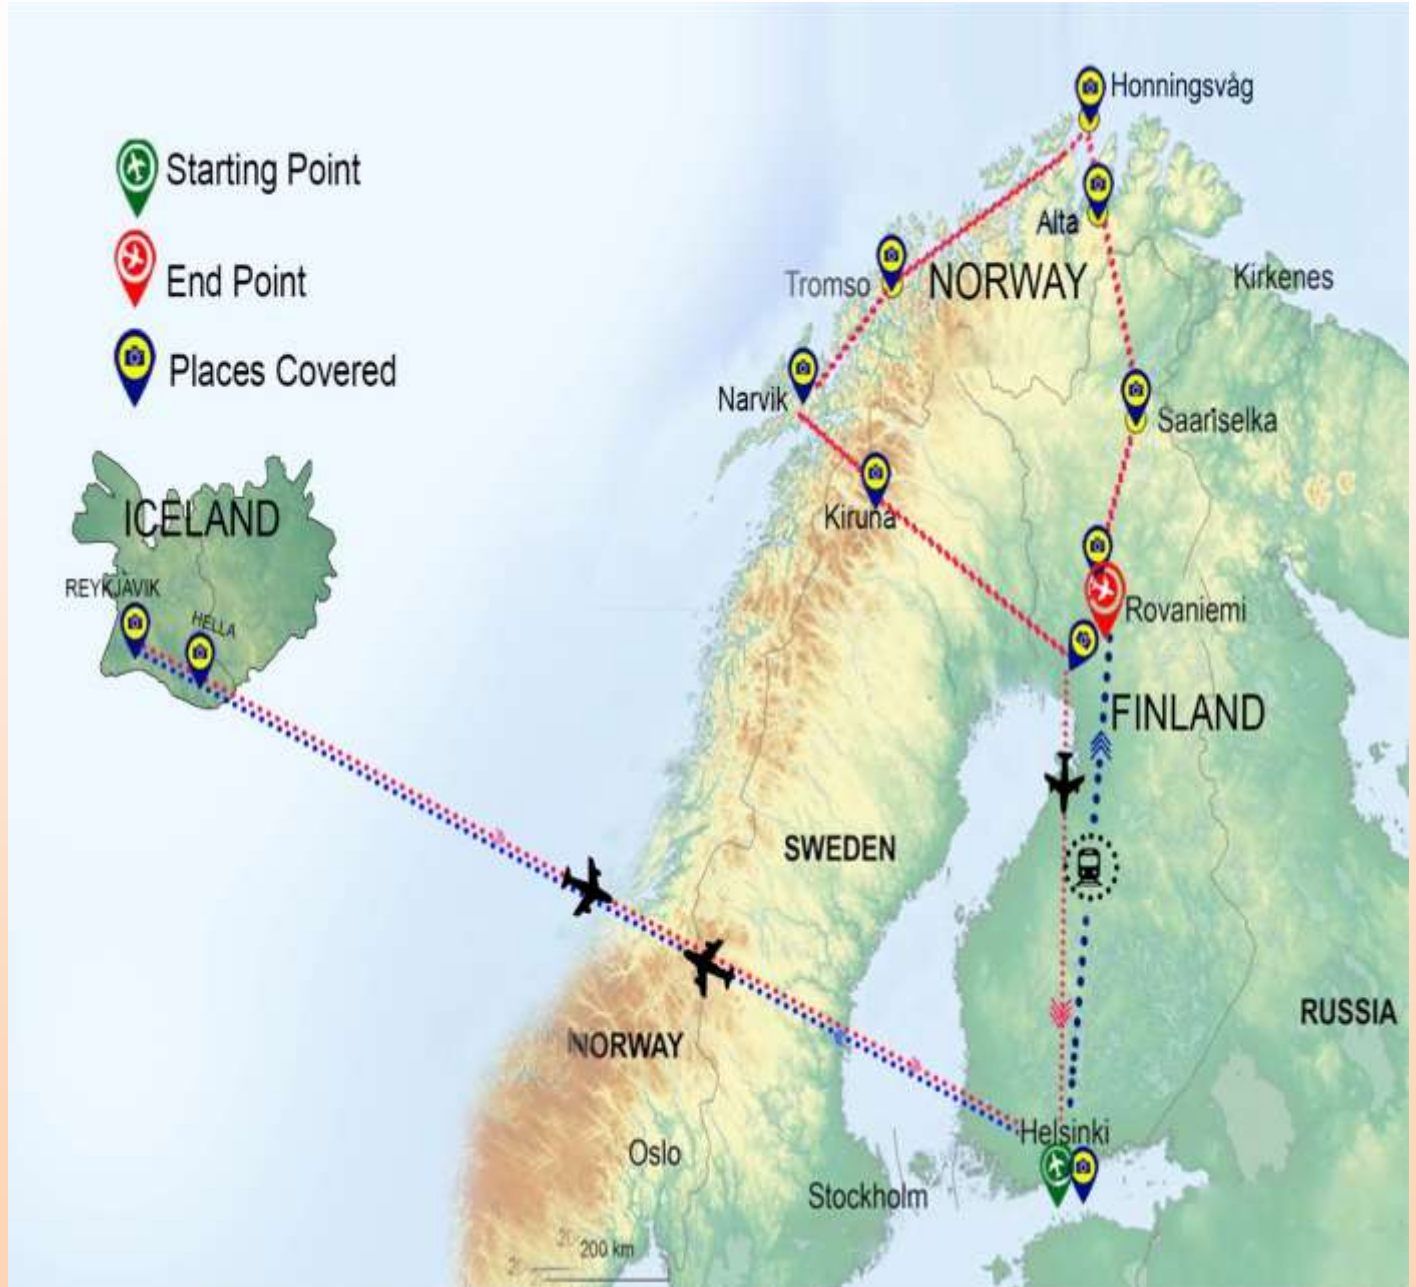 Honningsvåg
Starting Point
Alta
End Point
Tromso
NORWAY
Kirkenes
Places Covered
Narvik
Saariselka
ICELAND
Kiruna
REYKJAVIK
HELLA
Rovaniemi
FINLAND
SWEDEN
RUSSIA
NORWAY
Helsinki
Oslo
Stockholm
200 km